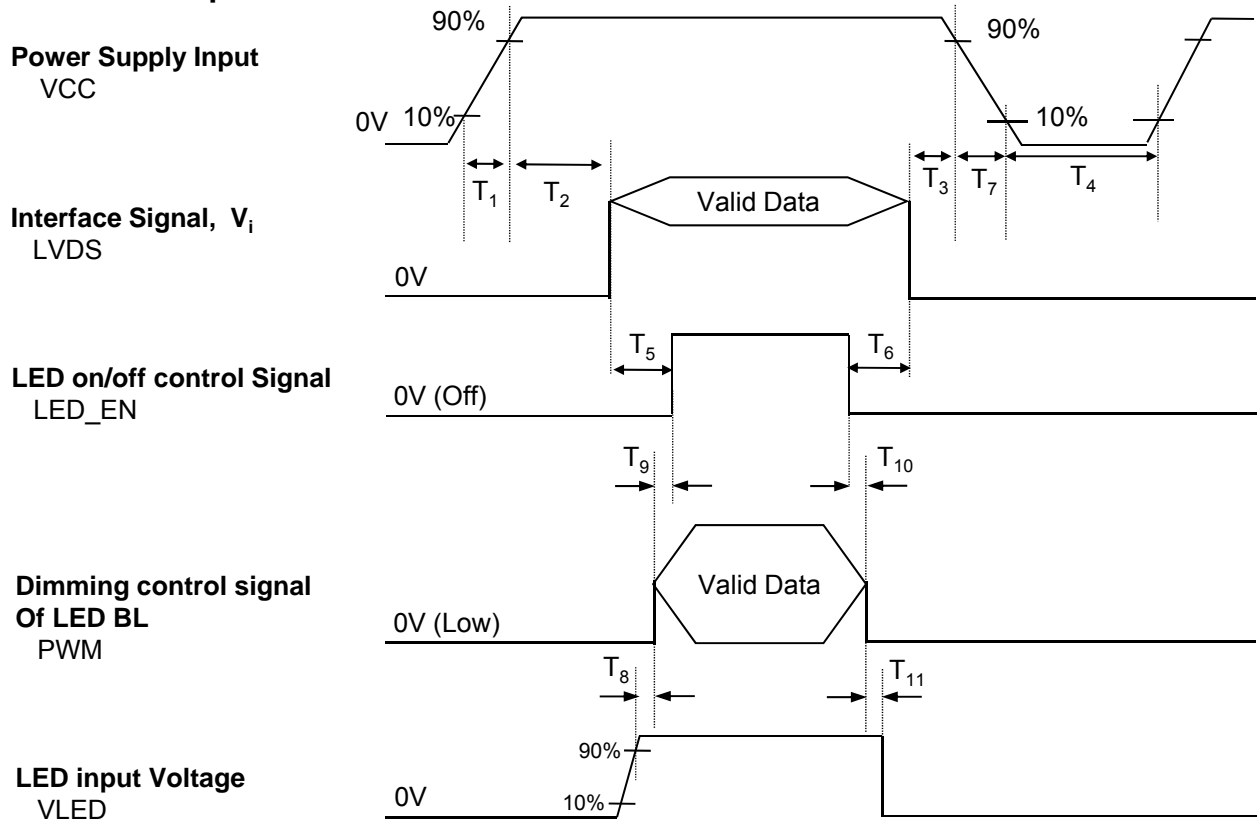 90%
90%
Power Supply Input
VCC
0V
10%
10%
T1
T2
T3
T7
T4
Interface Signal, Vi
LVDS
Valid Data
0V
T5
T6
LED on/off control Signal
LED_EN
0V (Off)
T9
T10
Dimming control signal
Of LED BL
PWM
Valid Data
0V (Low)
T8
T11
90%
LED input Voltage
VLED
0V
10%